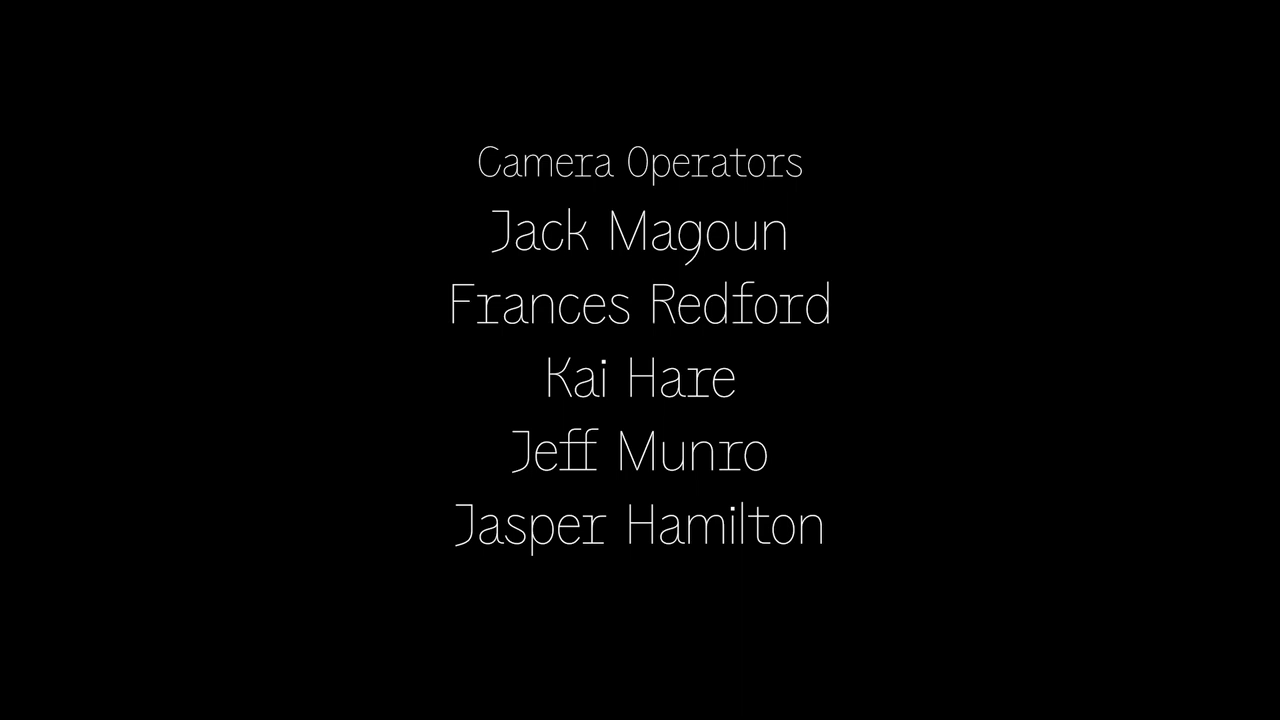 Camera Operators
Jack Magoun
Frances Redford
Kai Hare
Jeff Munro
Jasper Hamilton